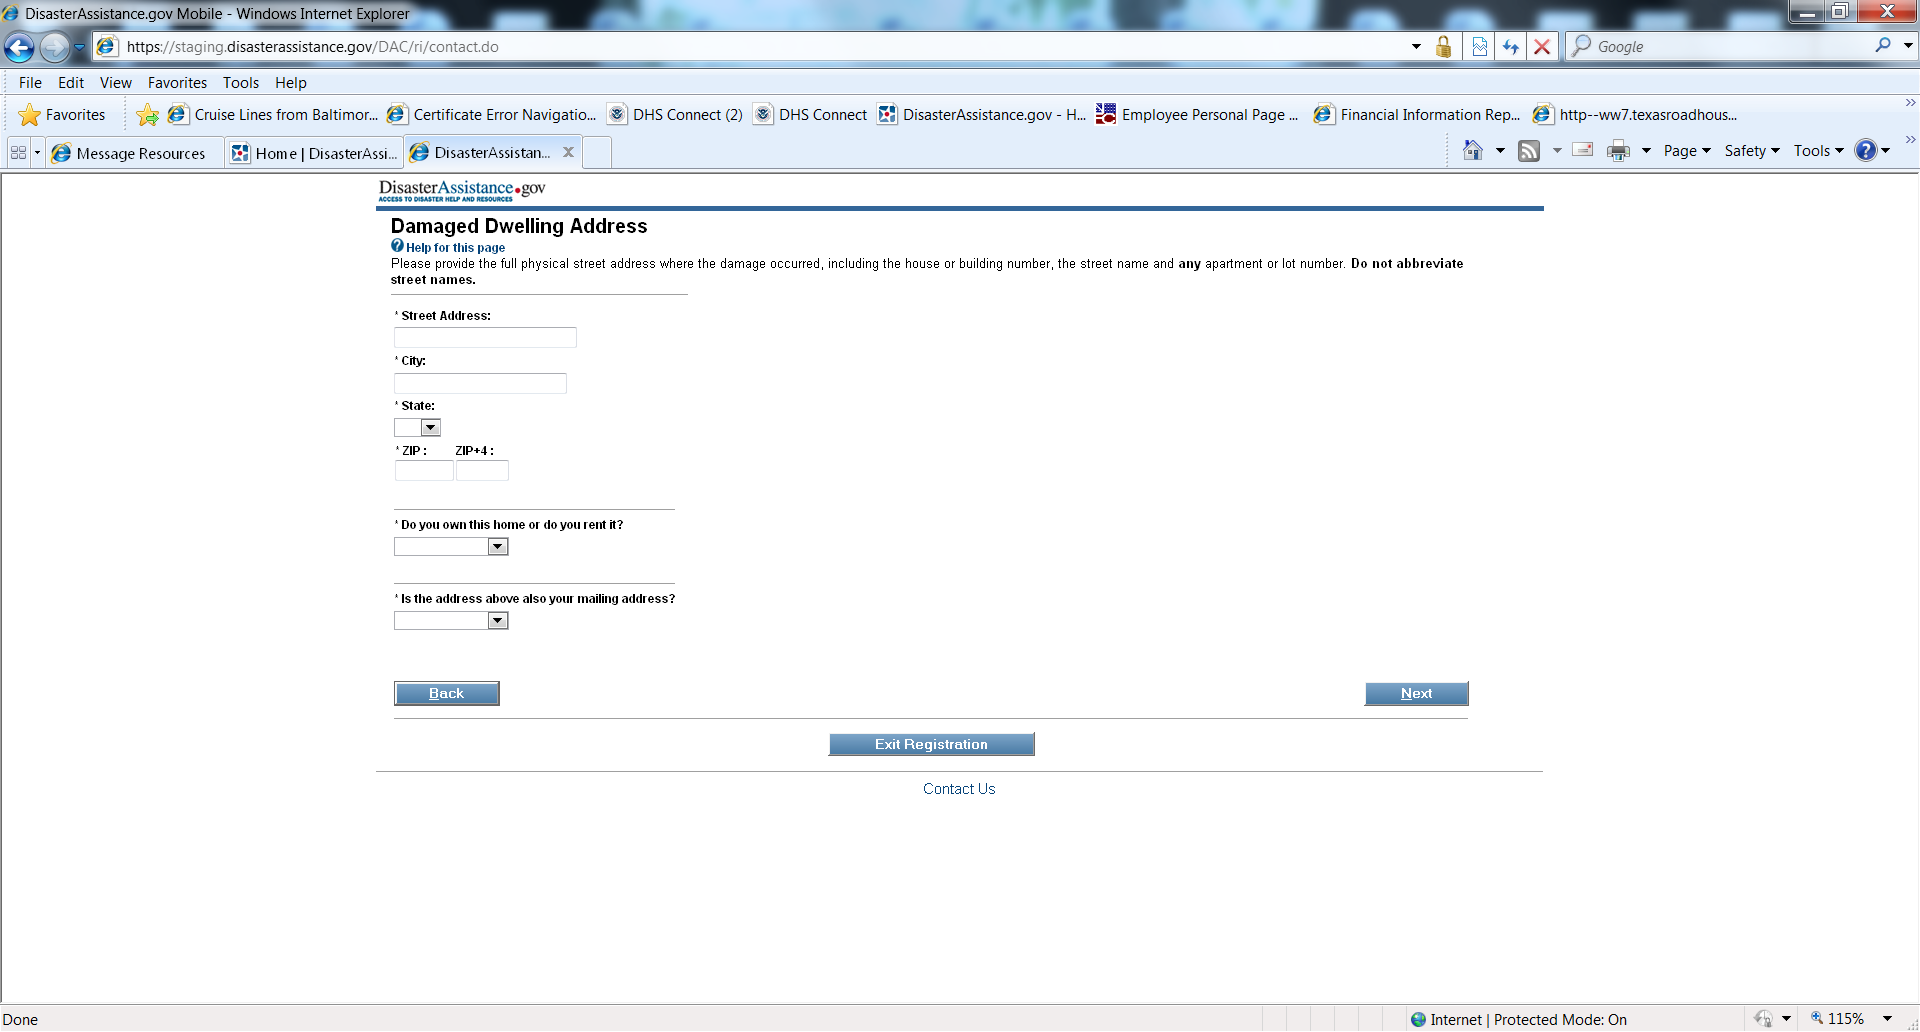 DisasterAssistance.gov Mobile - Windows Internet Explorer
https://staging.disasterassistance.gov/DAC/ri/contact.do
Google
File Edit View Favorites Tools Help
Favorites Cruise Lines from Baltimor... Certificate Error Navigatio... DHS Connect (2) DHS Connect DisasterAssistance.gov - H... Employee Personal Page ... Financial Information Rep... http--ww7.texasroadhous...
Message Resources Home | DisasterAssi... DisasterAssistan... Page Safety Tools
DisasterAssistance.gov
ACCESS TO DISASTER HELP AND RESOURCES
Damaged Dwelling Address
? Help for this page
Please provide the full physical street address where the damage occurred, including the house or building number, the street name and any apartment or lot number. Do not abbreviate
street names.
* Street Address:
* City:
* State:
* ZIP : ZIP+4 :
* Do you own this home or do you rent it?
* Is the address above also your mailing address?
Back Next
Exit Registration
Contact Us
Done Internet | Protected Mode: On 115%